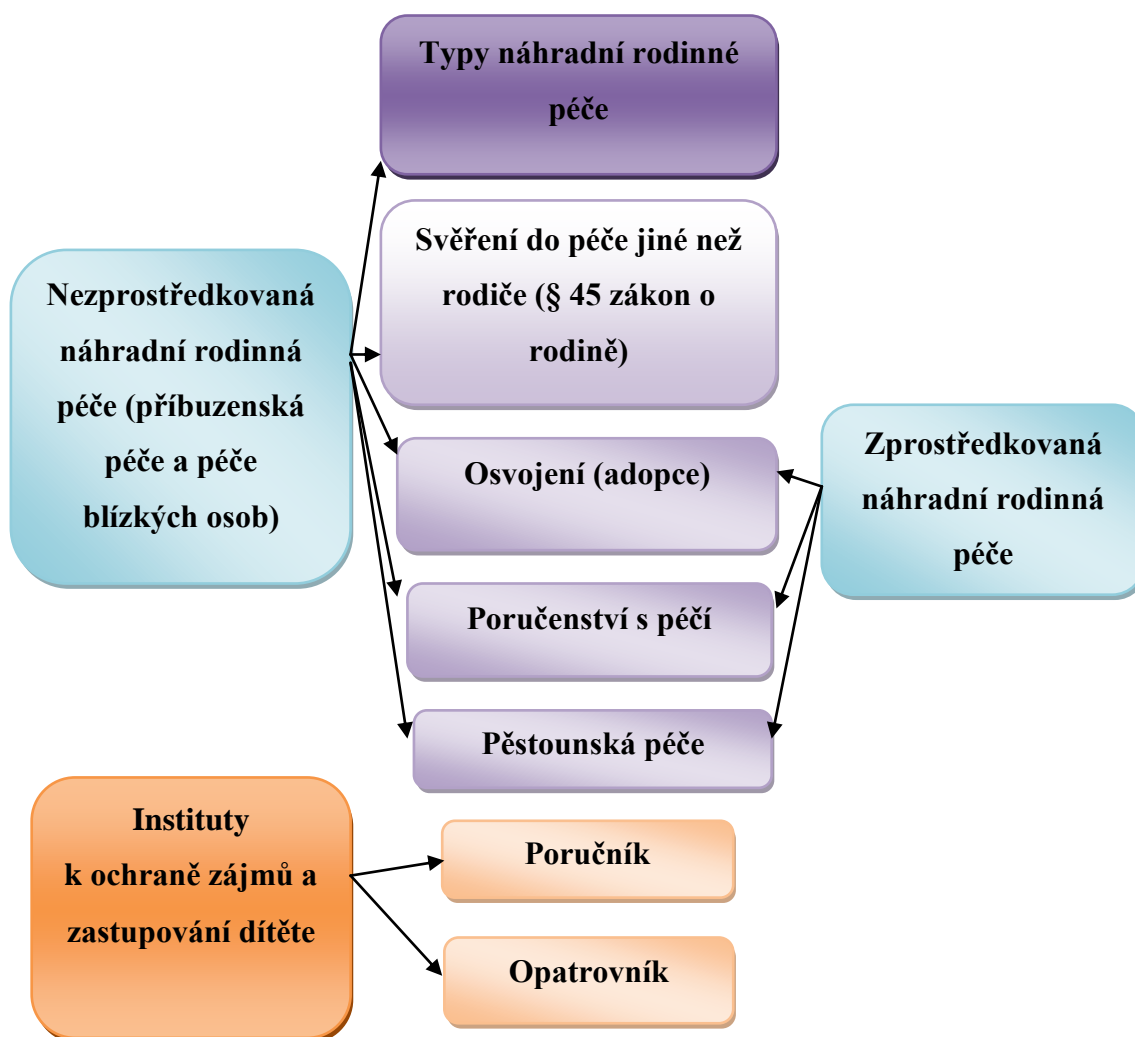 Typy náhradní rodinné
péče
Svěření do péče jiné než
rodiče (§ 45 zákon o
rodině)
Nezprostředkovaná
náhradní rodinná
péče (příbuzenská
péče a péče
blízkých osob)
Osvojení (adopce)
Zprostředkovaná
náhradní rodinná
péče
Poručenství s péčí
Pěstounská péče
Instituty
k ochraně zájmů a
zastupování dítěte
Poručník
Opatrovník